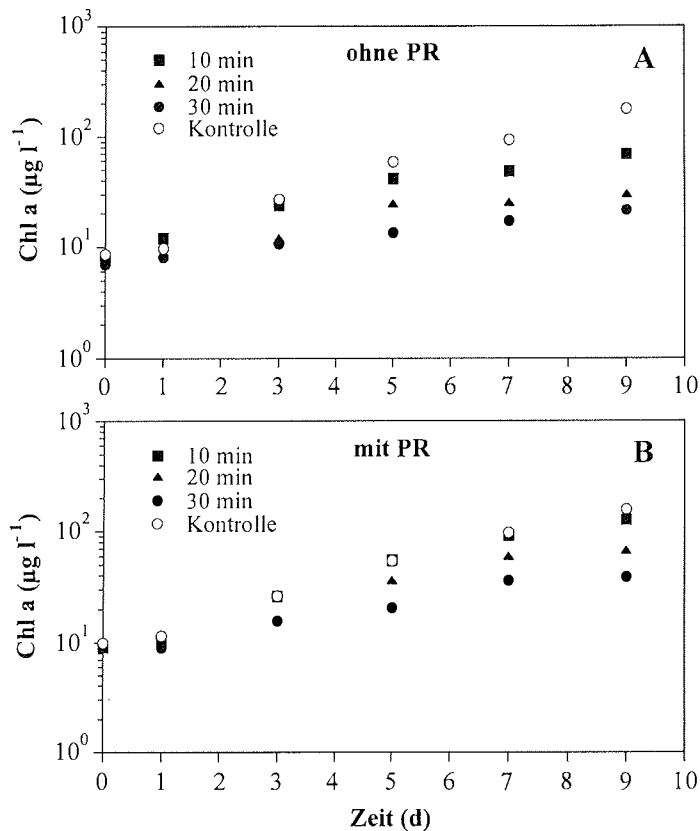 10³
ohne PR
A
10 min
20 min
30 min
Kontrolle
10²
10¹
10⁰
Chl a (µg l⁻¹)
0 1 2 3 4 5 6 7 8 9 10
10³
mit PR
B
10 min
20 min
30 min
Kontrolle
10²
10¹
10⁰
Chl a (µg l⁻¹)
0 1 2 3 4 5 6 7 8 9 10
Zeit (d)